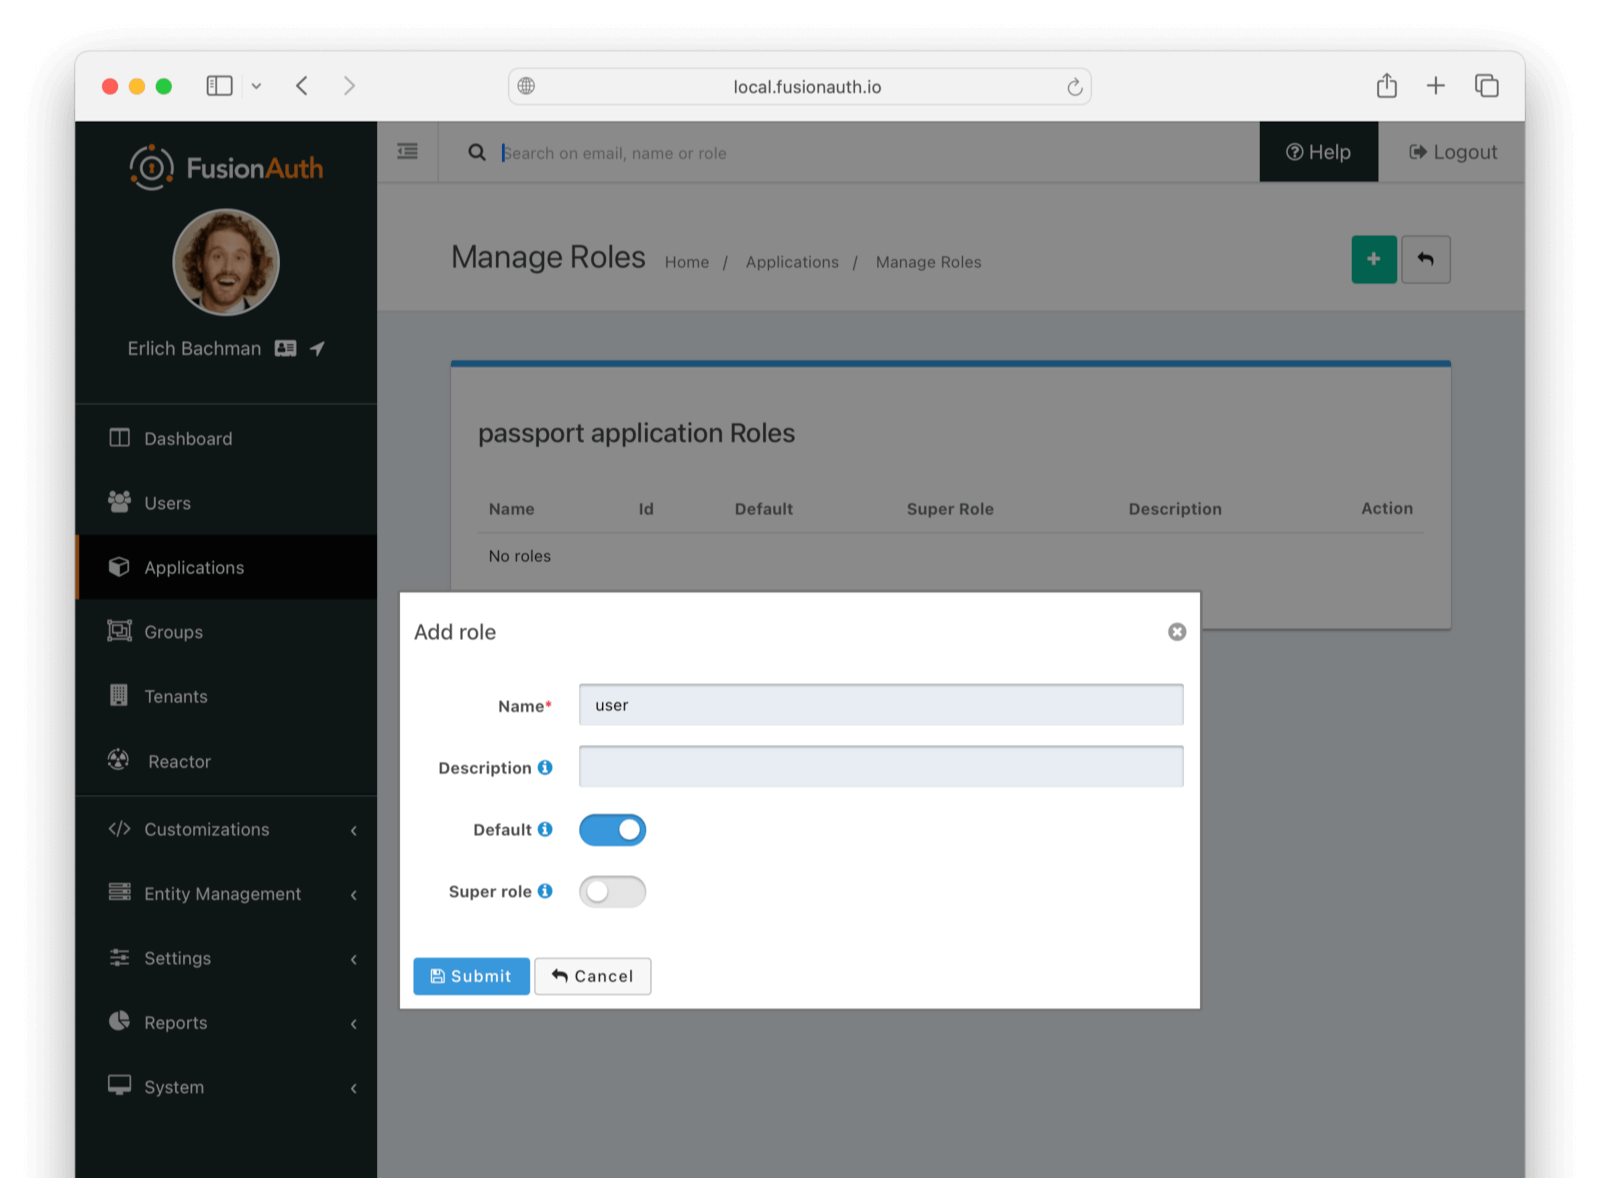 local.fusionauth.io
FusionAuth
Search on email, name or role
Help
Logout
Erlich Bachman
Manage Roles
Home / Applications / Manage Roles
Dashboard
Users
Applications
Groups
Tenants
Reactor
Customizations
Entity Management
Settings
Reports
System
passport application Roles
Name Id Default Super Role Description Action
No roles
Add role
Name* user
Description
Default
Super role
Submit Cancel